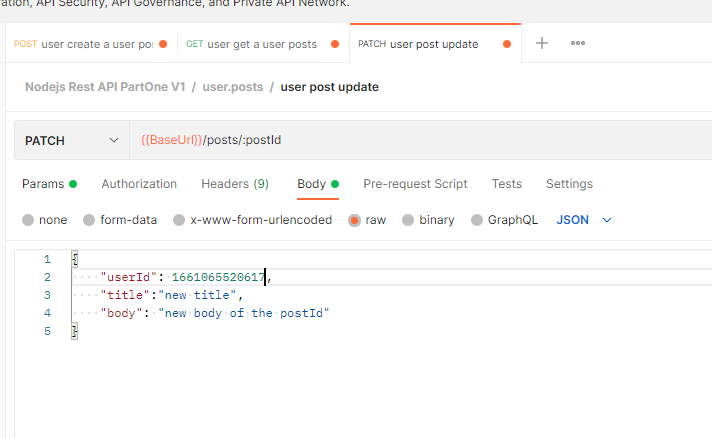 ration, API Security, API Governance, and Private API Network.
POST user create a user po
GET user get a user posts
PATCH user post update
Nodejs Rest API PartOne V1 / user.posts / user post update
PATCH {{BaseUrl}}/posts/:postId
Params Authorization Headers (9) Body Pre-request Script Tests Settings
none form-data x-www-form-urlencoded raw binary GraphQL JSON
1 {
2 "userId": 1661065520617,
3 "title":"new title",
4 "body": "new body of the postId"
5 }